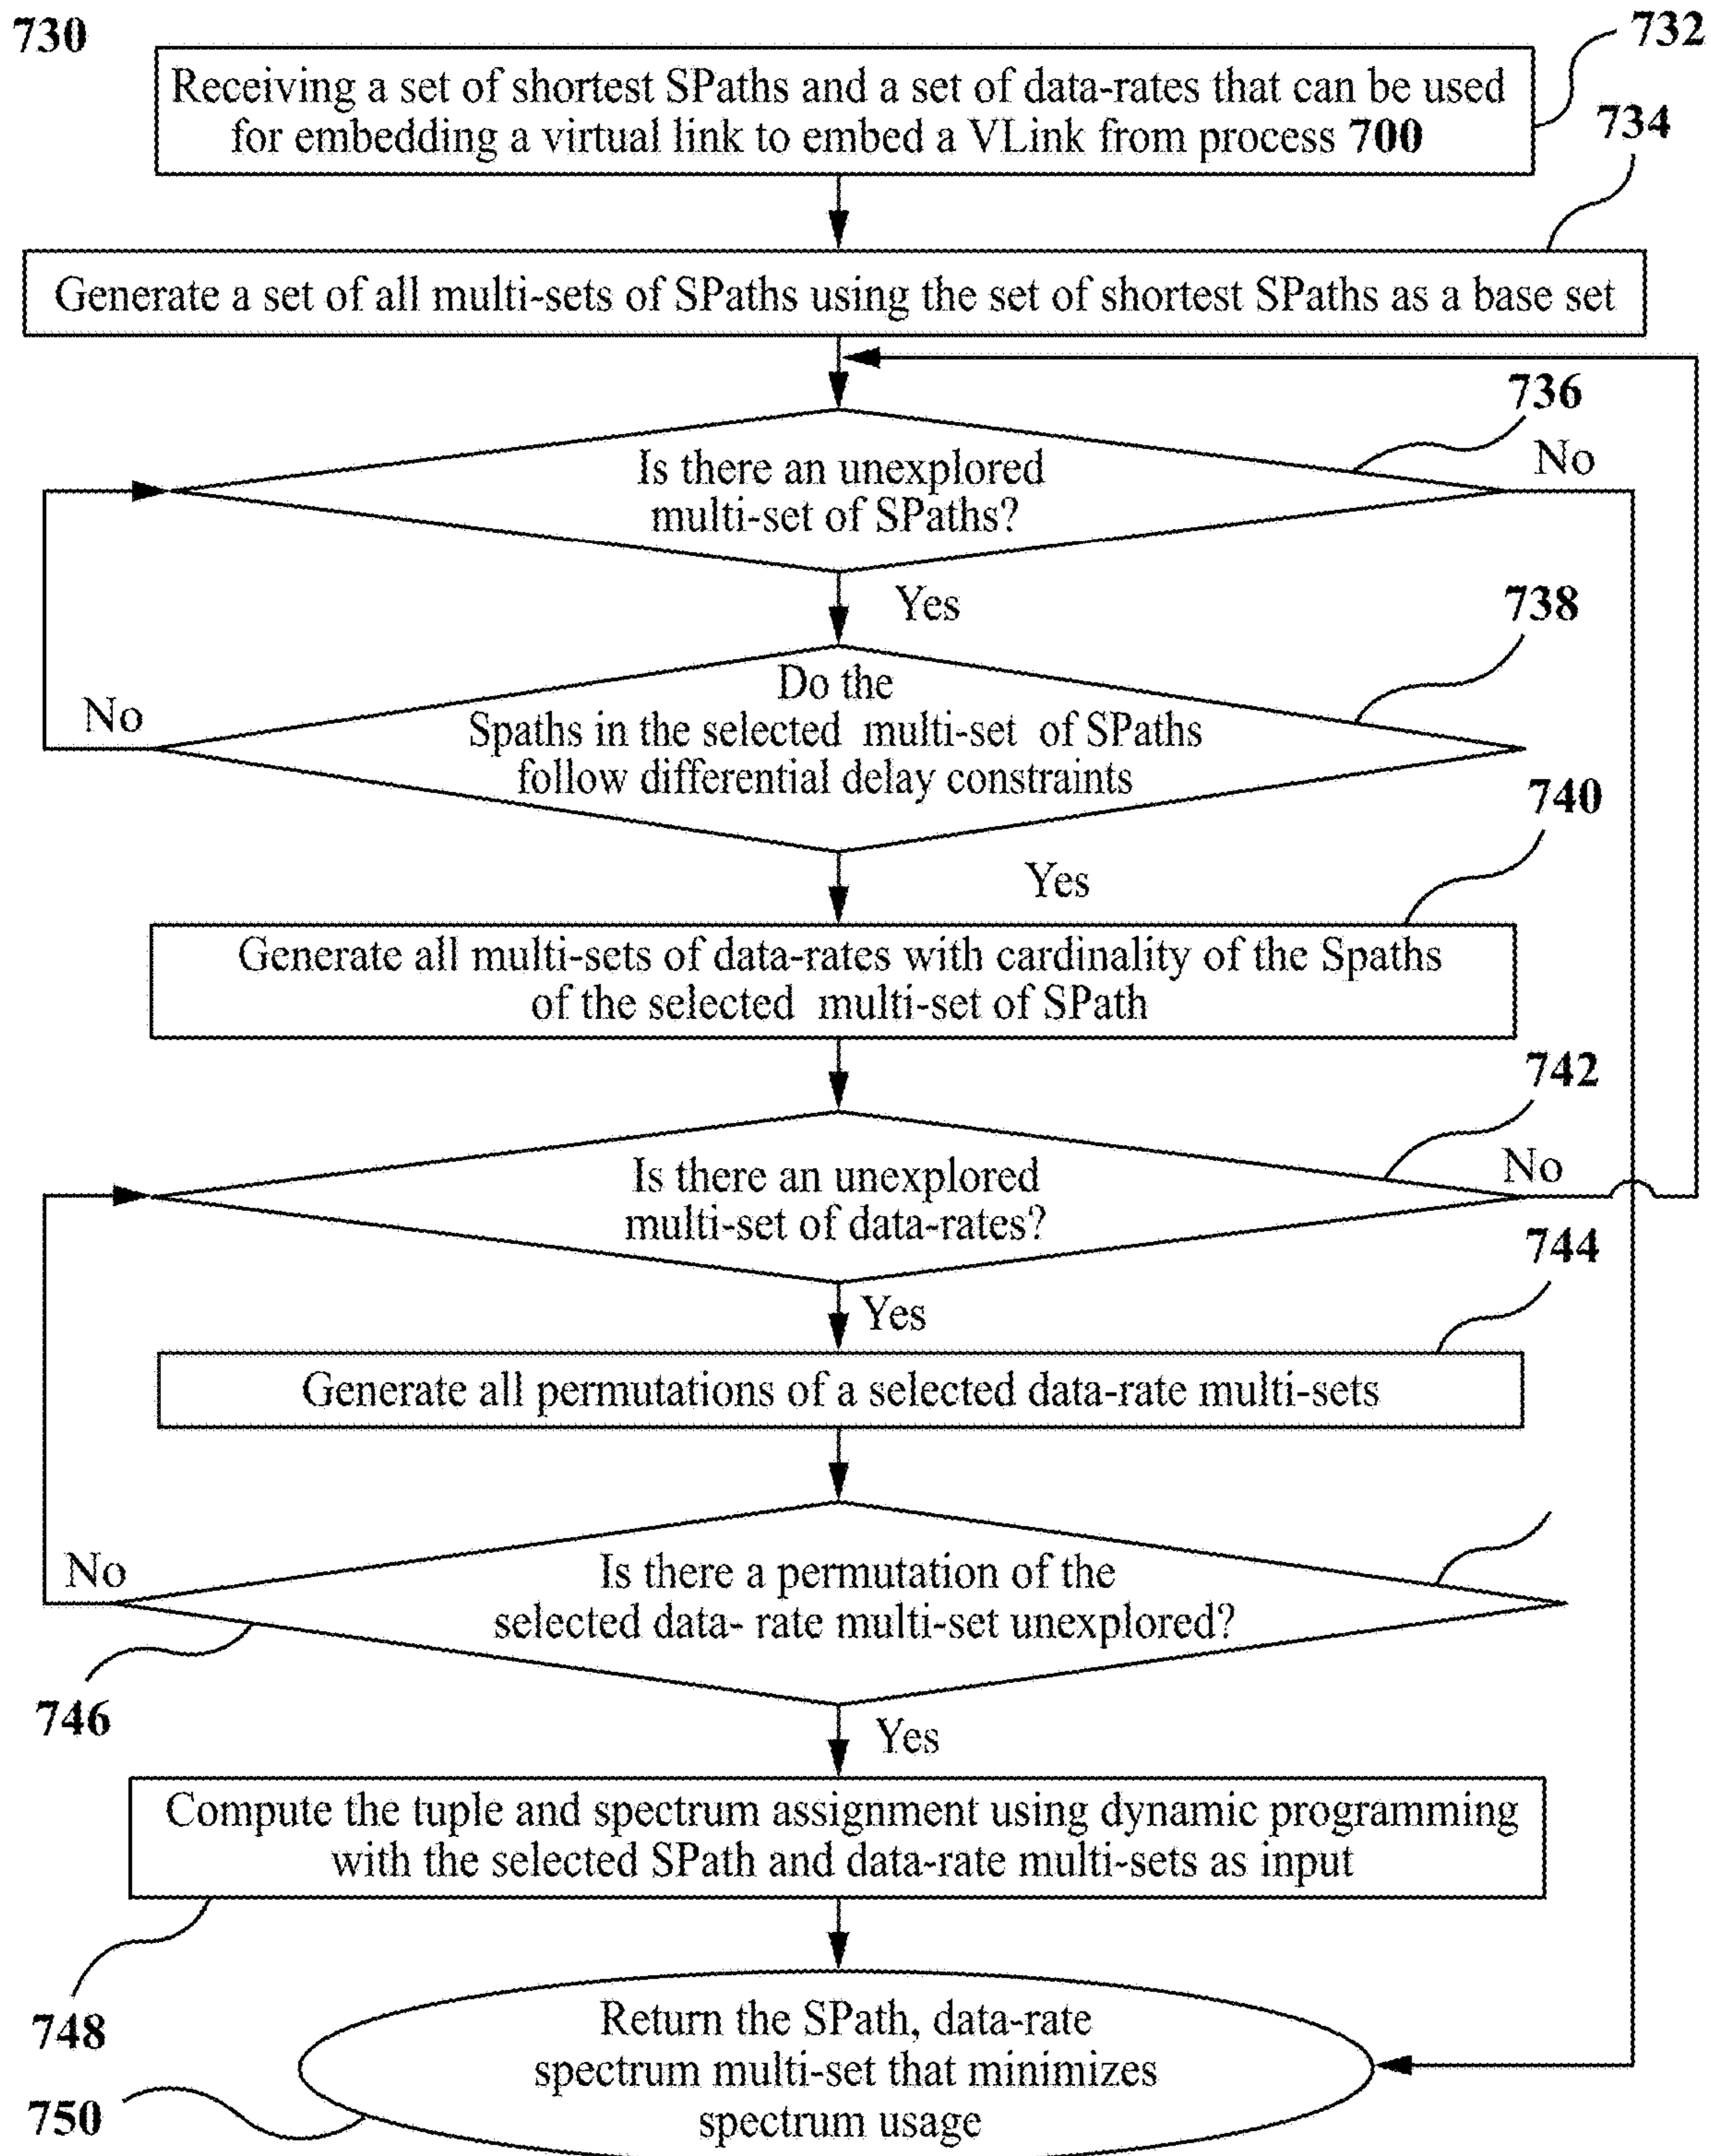 730
732
Receiving a set of shortest SPaths and a set of data-rates that can be used
for embedding a virtual link to embed a VLink from process 700
734
Generate a set of all multi-sets of SPaths using the set of shortest SPaths as a base set
736
No
Is there an unexplored
multi-set of SPaths?
Yes
738
Do the
No
Spaths in the selected multi-set of SPaths
follow differential delay constraints
740
Yes
Generate all multi-sets of data-rates with cardinality of the Spaths
of the selected multi-set of SPath
742
No
Is there an unexplored
multi-set of data-rates?
744
Yes
Generate all permutations of a selected data-rate multi-sets
No
Is there a permutation of the
selected data- rate multi-set unexplored?
746
Yes
Compute the tuple and spectrum assignment using dynamic programming
with the selected SPath and data-rate multi-sets as input
748
Return the SPath, data-rate
spectrum multi-set that minimizes
spectrum usage
750